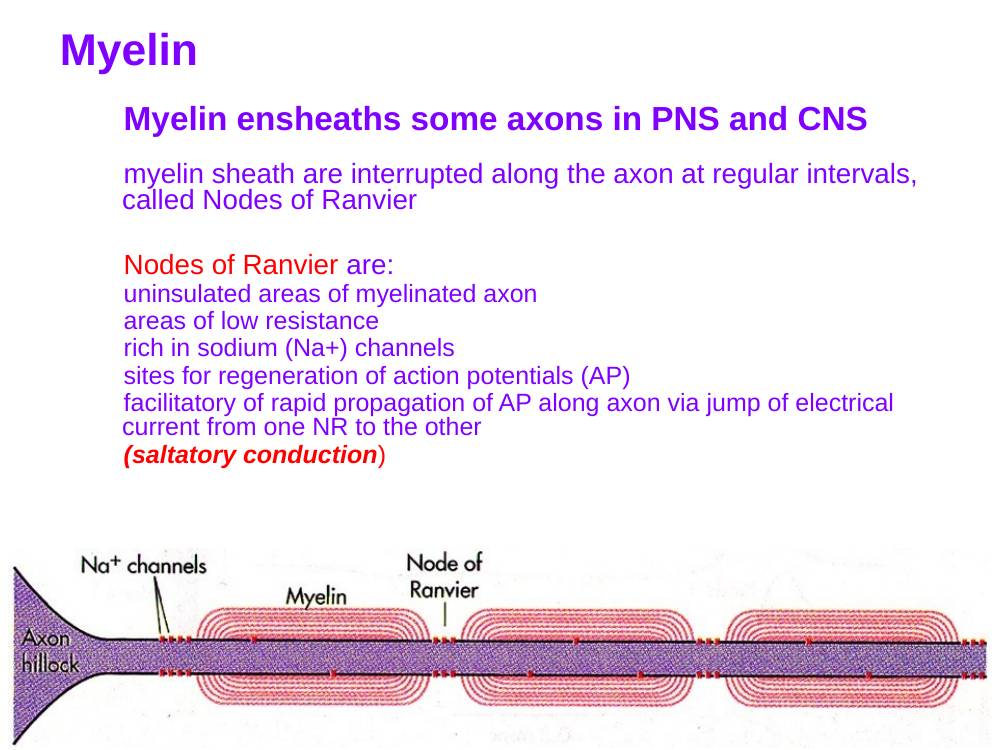 Myelin
Myelin ensheaths some axons in PNS and CNS
myelin sheath are interrupted along the axon at regular intervals,
called Nodes of Ranvier
Nodes of Ranvier are:
uninsulated areas of myelinated axon
areas of low resistance
rich in sodium (Na+) channels
sites for regeneration of action potentials (AP)
facilitatory of rapid propagation of AP along axon via jump of electrical
current from one NR to the other
(saltatory conduction)
Na⁺ channels
Node of
Ranvier
Myelin
Axon
hillock